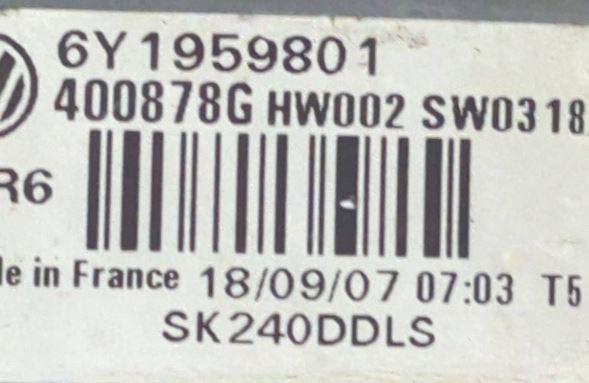 6Y1959801
400878G HW002 SW0318
R6
le in France 18/09/07 07:03 T5
SK240DDLS